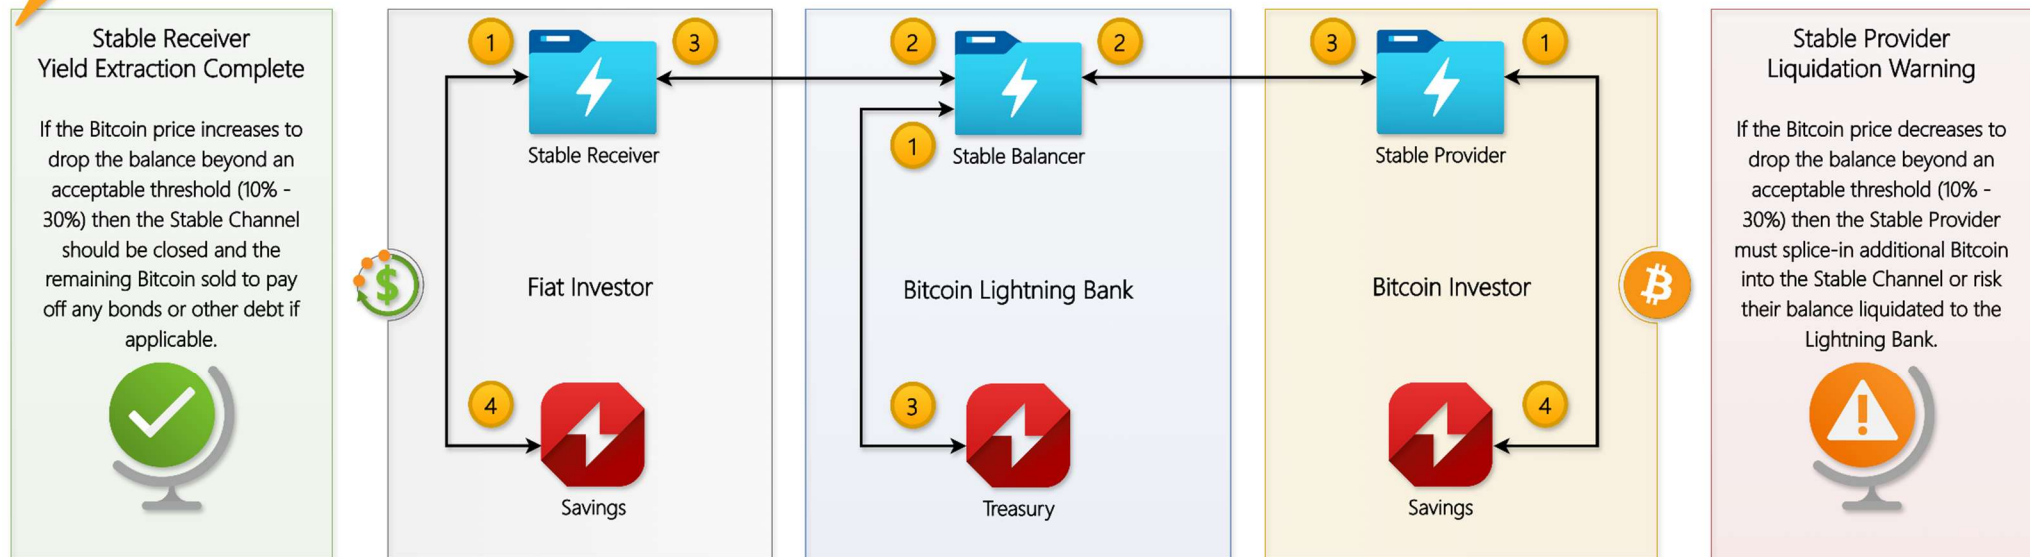 Stable Receiver
Yield Extraction Complete
If the Bitcoin price increases to
drop the balance beyond an
acceptable threshold (10% -
30%) then the Stable Channel
should be closed and the
remaining Bitcoin sold to pay
off any bonds or other debt if
applicable.
1
3
Stable Receiver
$
Fiat Investor
4
Savings
2
2
1
Stable Balancer
Bitcoin Lightning Bank
3
Treasury
3
1
Stable Provider
Bitcoin Investor
₿
4
Savings
Stable Provider
Liquidation Warning
If the Bitcoin price decreases to
drop the balance beyond an
acceptable threshold (10% -
30%) then the Stable Provider
must splice-in additional Bitcoin
into the Stable Channel or risk
their balance liquidated to the
Lightning Bank.
!